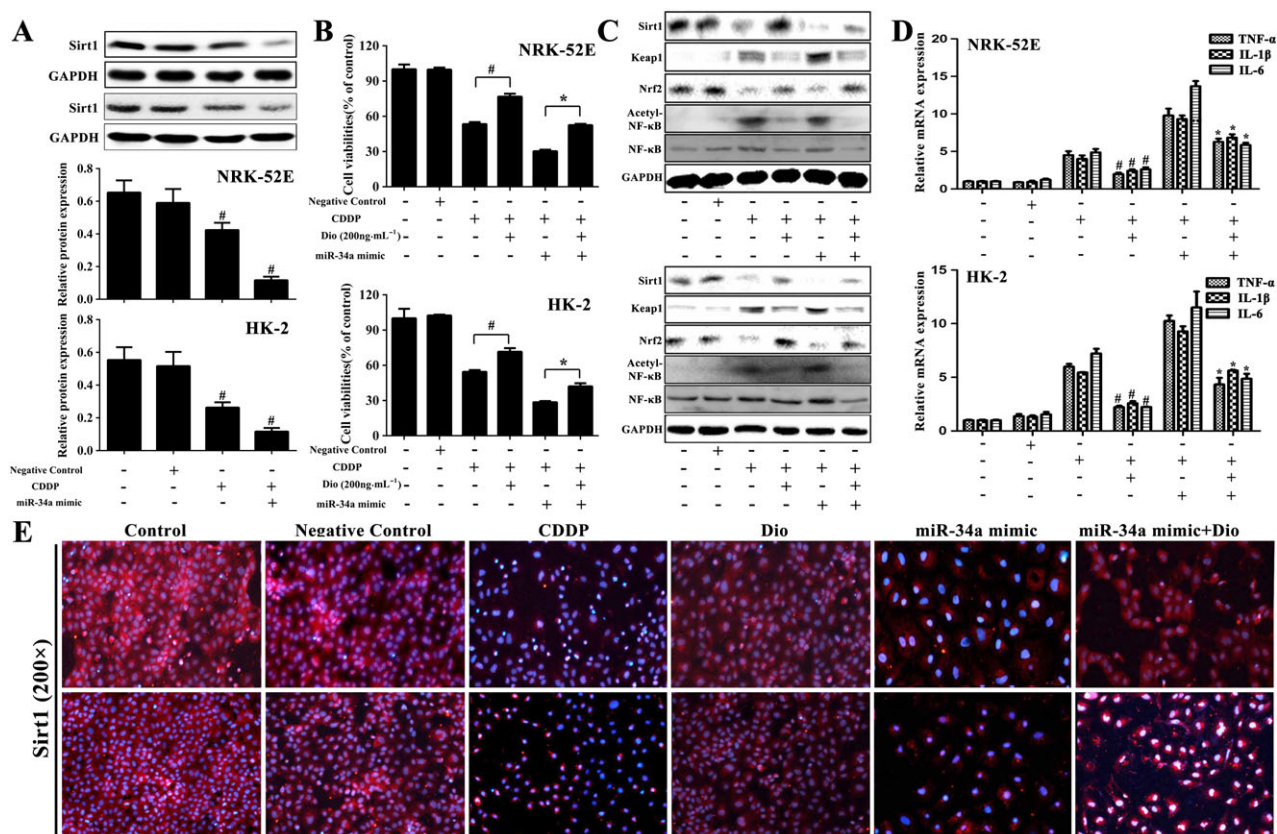 A
Sirt1
GAPDH
Sirt1
GAPDH
NRK-52E
Relative protein expression
0.8
0.6
0.4
0.2
0.0
# #
HK-2
Relative protein expression
0.8
0.6
0.4
0.2
0.0
# #
Negative Control - + - -
CDDP - - + +
miR-34a mimic - - - +
B
NRK-52E
Cell viabilities(% of control)
120
90
60
30
0
# *
Negative Control - + - - - -
CDDP - - + + + +
Dio (200ng·mL⁻¹) - - - + - +
miR-34a mimic - - - - + +
HK-2
Cell viabilities(% of control)
120
90
60
30
0
# *
Negative Control - + - - - -
CDDP - - + + + +
Dio (200ng·mL⁻¹) - - - + - +
miR-34a mimic - - - - + +
C
Sirt1
Keap1
Nrf2
Acetyl-
NF-κB
NF-κB
GAPDH
- + - - - -
- - + + + +
- - - + - +
- - - - + +
Sirt1
Keap1
Nrf2
Acetyl-
NF-κB
NF-κB
GAPDH
- + - - - -
- - + + + +
- - - + - +
- - - - + +
D
NRK-52E
TNF-α
IL-1β
IL-6
Relative mRNA expression
20
15
10
5
0
# # # * * *
- + - - - -
- - + + + +
- - - + - +
- - - - + +
HK-2
TNF-α
IL-1β
IL-6
Relative mRNA expression
15
10
5
0
# # # * * *
- + - - - -
- - + + + +
- - - + - +
- - - - + +
E
Control Negative Control CDDP Dio miR-34a mimic miR-34a mimic+Dio
Sirt1 (200×)